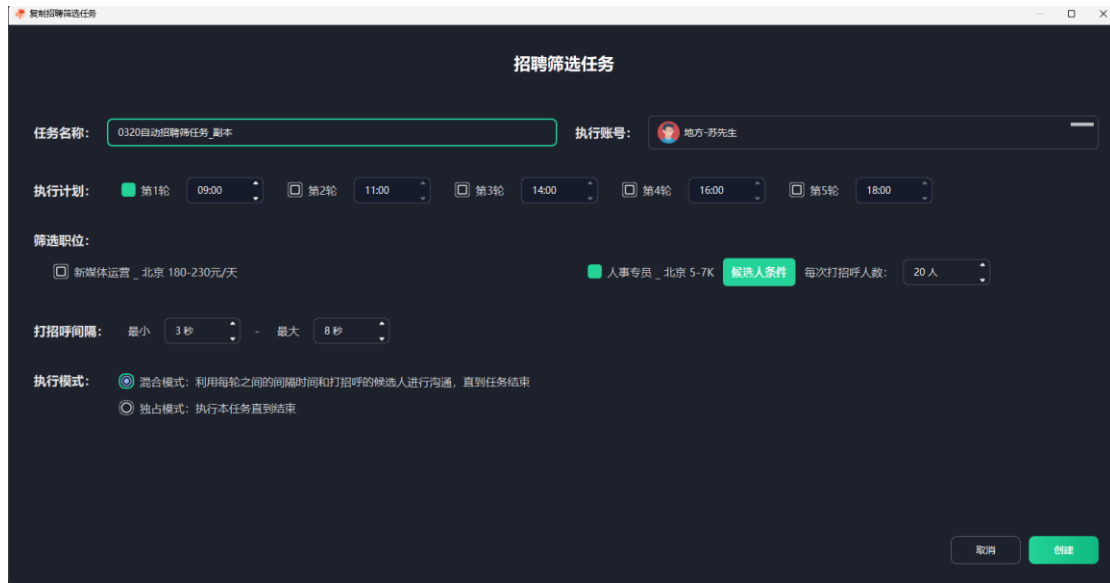 复制招聘筛选任务
招聘筛选任务
任务名称: 0320自动招聘筛任务_副本 执行账号: 地方-苏先生
执行计划: 第1轮 09:00 第2轮 11:00 第3轮 14:00 第4轮 16:00 第5轮 18:00
筛选职位:
新媒体运营 _ 北京 180-230元/天 人事专员 _ 北京 5-7K 候选人条件 每次打招呼人数: 20 人
打招呼间隔: 最小 3 秒 - 最大 8 秒
执行模式: 混合模式: 利用每轮之间的间隔时间和打招呼的候选人进行沟通, 直到任务结束
独占模式: 执行本任务直到结束
取消 创建